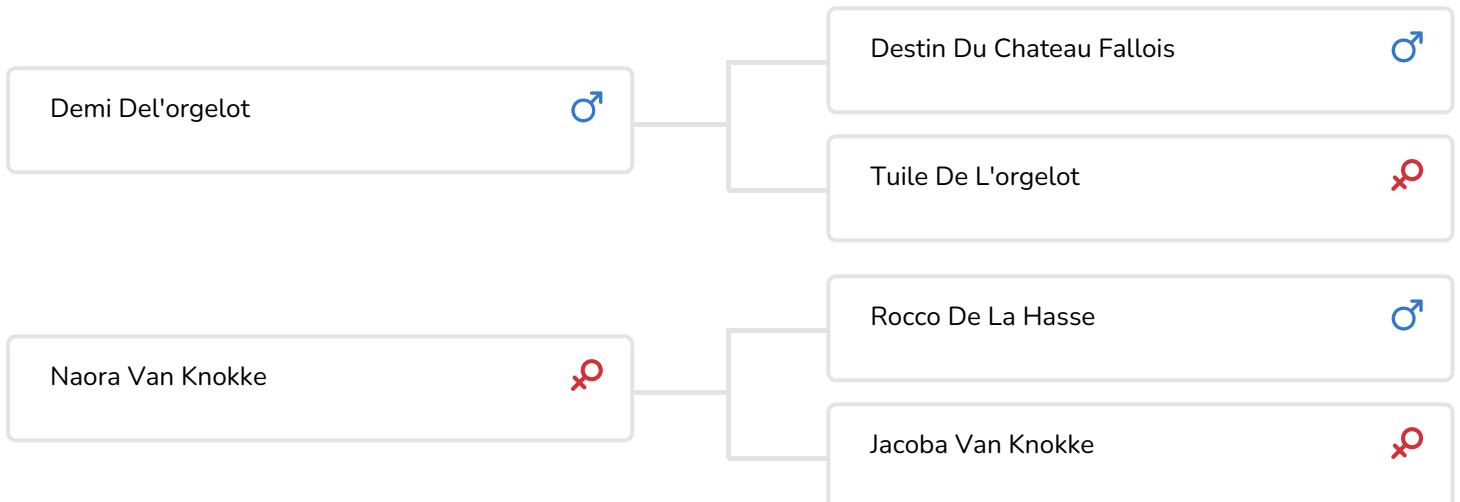 Destin Du Chateau Fallois
Demi Del'orgelot
Tuile De L'orgelot
Rocco De La Hasse
Naora Van Knokke
Jacoba Van Knokke